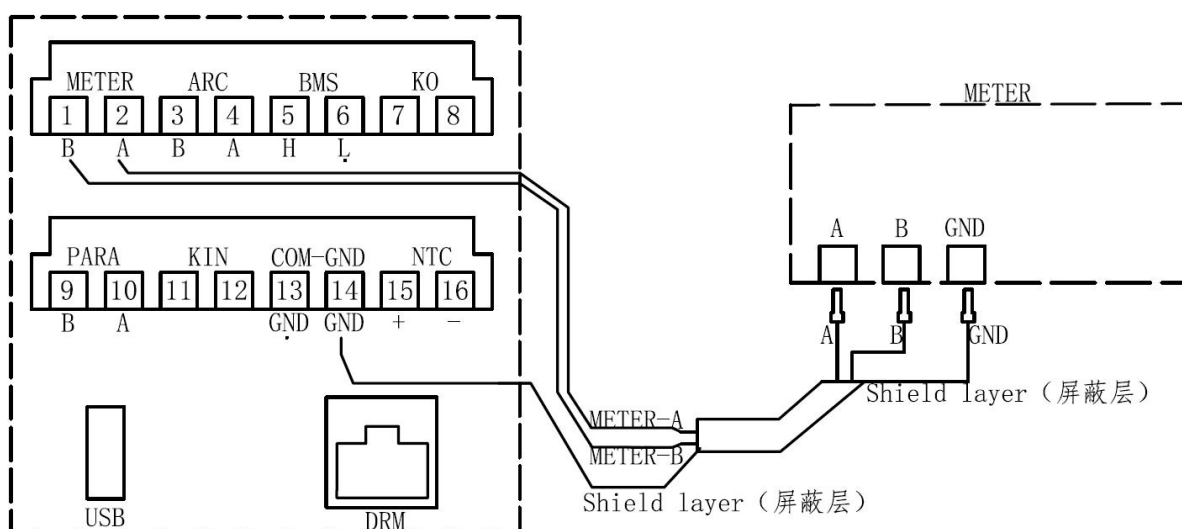 METER ARC BMS KO
1 2 3 4 5 6 7 8
B A B A H L
METER
A B GND
PARA KIN COM-GND NTC
9 10 11 12 13 14 15 16
B A GND GND + -
A B GND
Shield layer（屏蔽层）
METER-A
METER-B
Shield layer（屏蔽层）
USB DRM